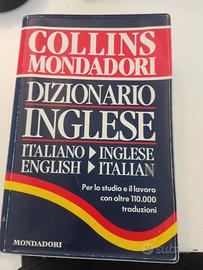 COLLINS
MONDADORI
DIZIONARIO
INGLESE
ITALIANO ▶ INGLESE
ENGLISH ▶ ITALIAN
Per lo studio e il lavoro
con oltre 110.000
traduzioni
MONDADORI
subito